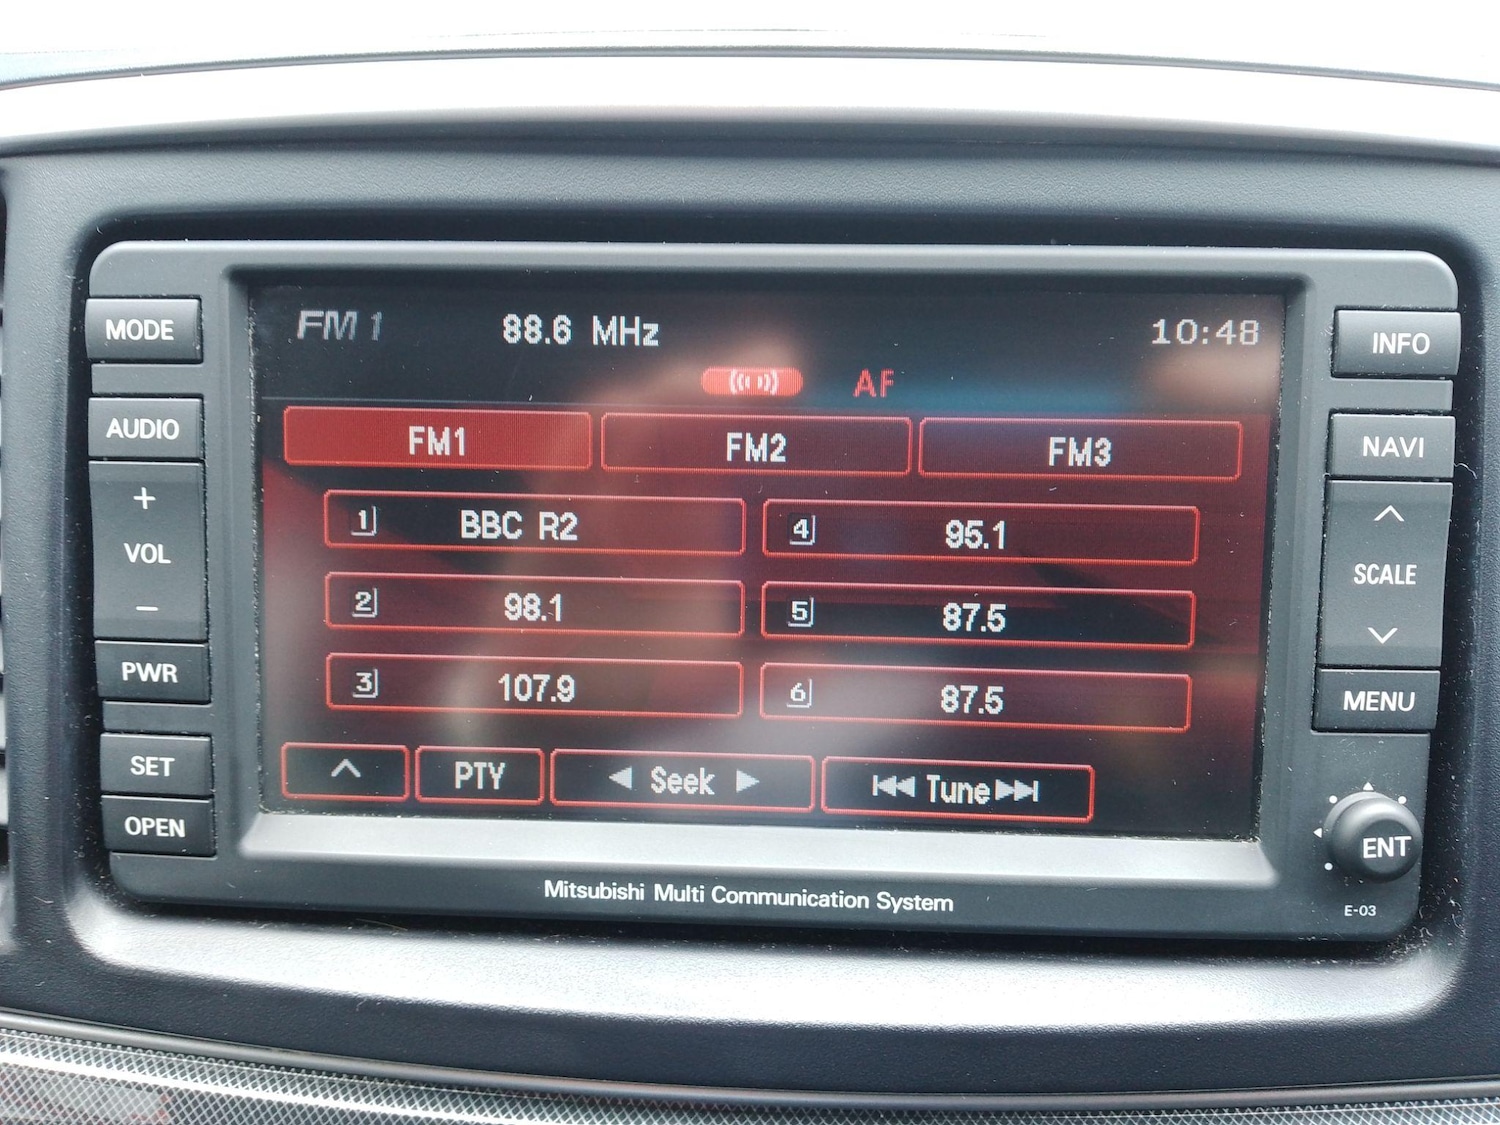 FM 1 88.6 MHz 10:48
AF
FM1 FM2 FM3
1 BBC R2
4 95.1
2 98.1
5 87.5
3 107.9
6 87.5
PTY Seek Tune
MODE
AUDIO
+
VOL
−
PWR
SET
OPEN
INFO
NAVI
SCALE
MENU
ENT
Mitsubishi Multi Communication System
E-03